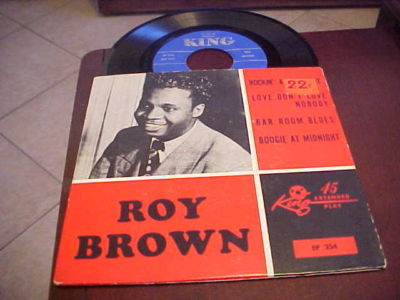 KING
ROCKIN'
22
LOVE DON'T LOVE
NOBODY
BAR ROOM BLUES
BOOGIE AT MIDNIGHT
ROY
BROWN
King
45
EXTENDED
PLAY
EP 254